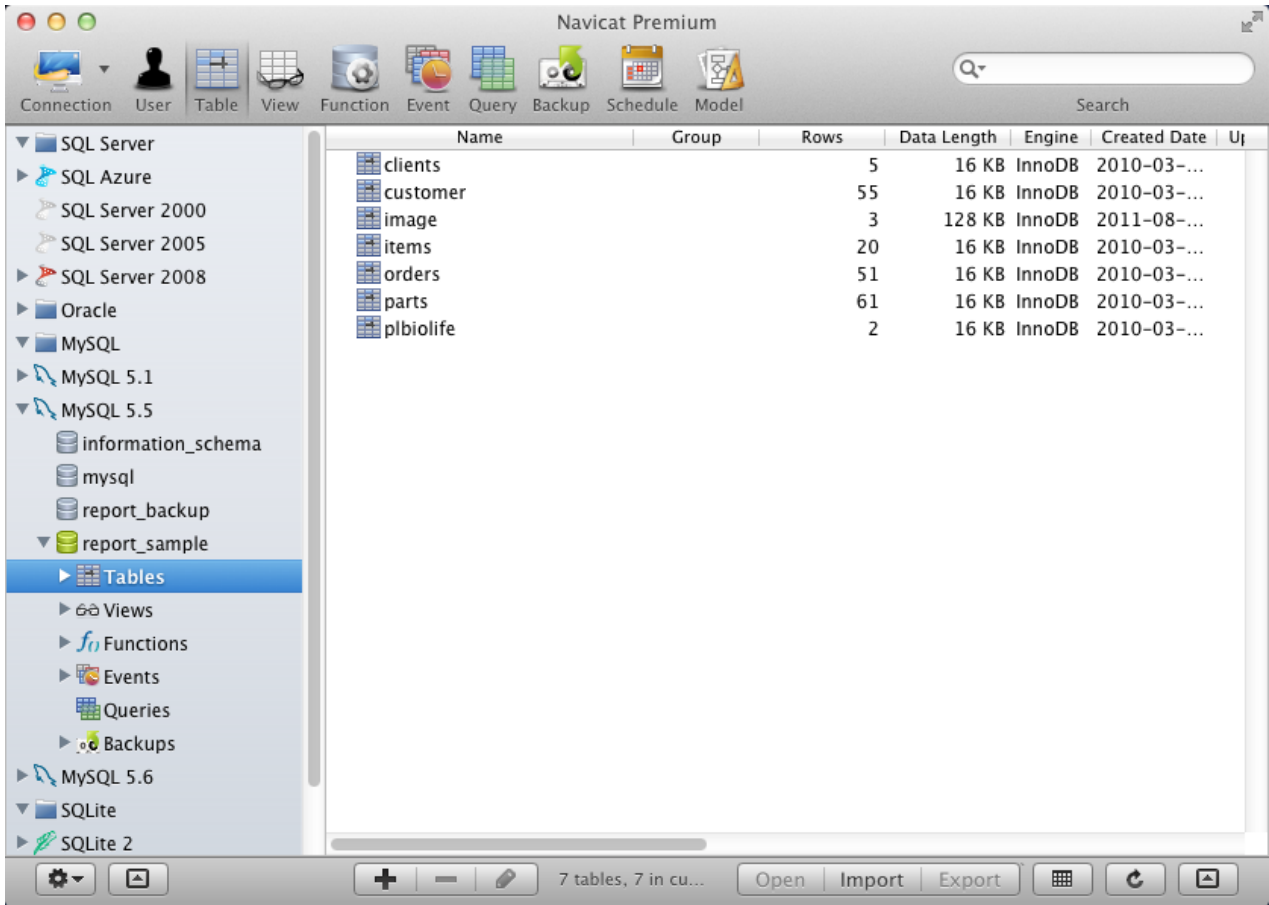 Navicat Premium
Connection User Table View Function Event Query Backup Schedule Model Search
Name Group Rows Data Length Engine Created Date Up
SQL Server
SQL Azure
SQL Server 2000
SQL Server 2005
SQL Server 2008
Oracle
MySQL
MySQL 5.1
MySQL 5.5
information_schema
mysql
report_backup
report_sample
Tables
Views
Functions
Events
Queries
Backups
MySQL 5.6
SQLite
SQLite 2
clients 5 16 KB InnoDB 2010-03-...
customer 55 16 KB InnoDB 2010-03-...
image 3 128 KB InnoDB 2011-08-...
items 20 16 KB InnoDB 2010-03-...
orders 51 16 KB InnoDB 2010-03-...
parts 61 16 KB InnoDB 2010-03-...
plbiolife 2 16 KB InnoDB 2010-03-...
7 tables, 7 in cu... Open Import Export